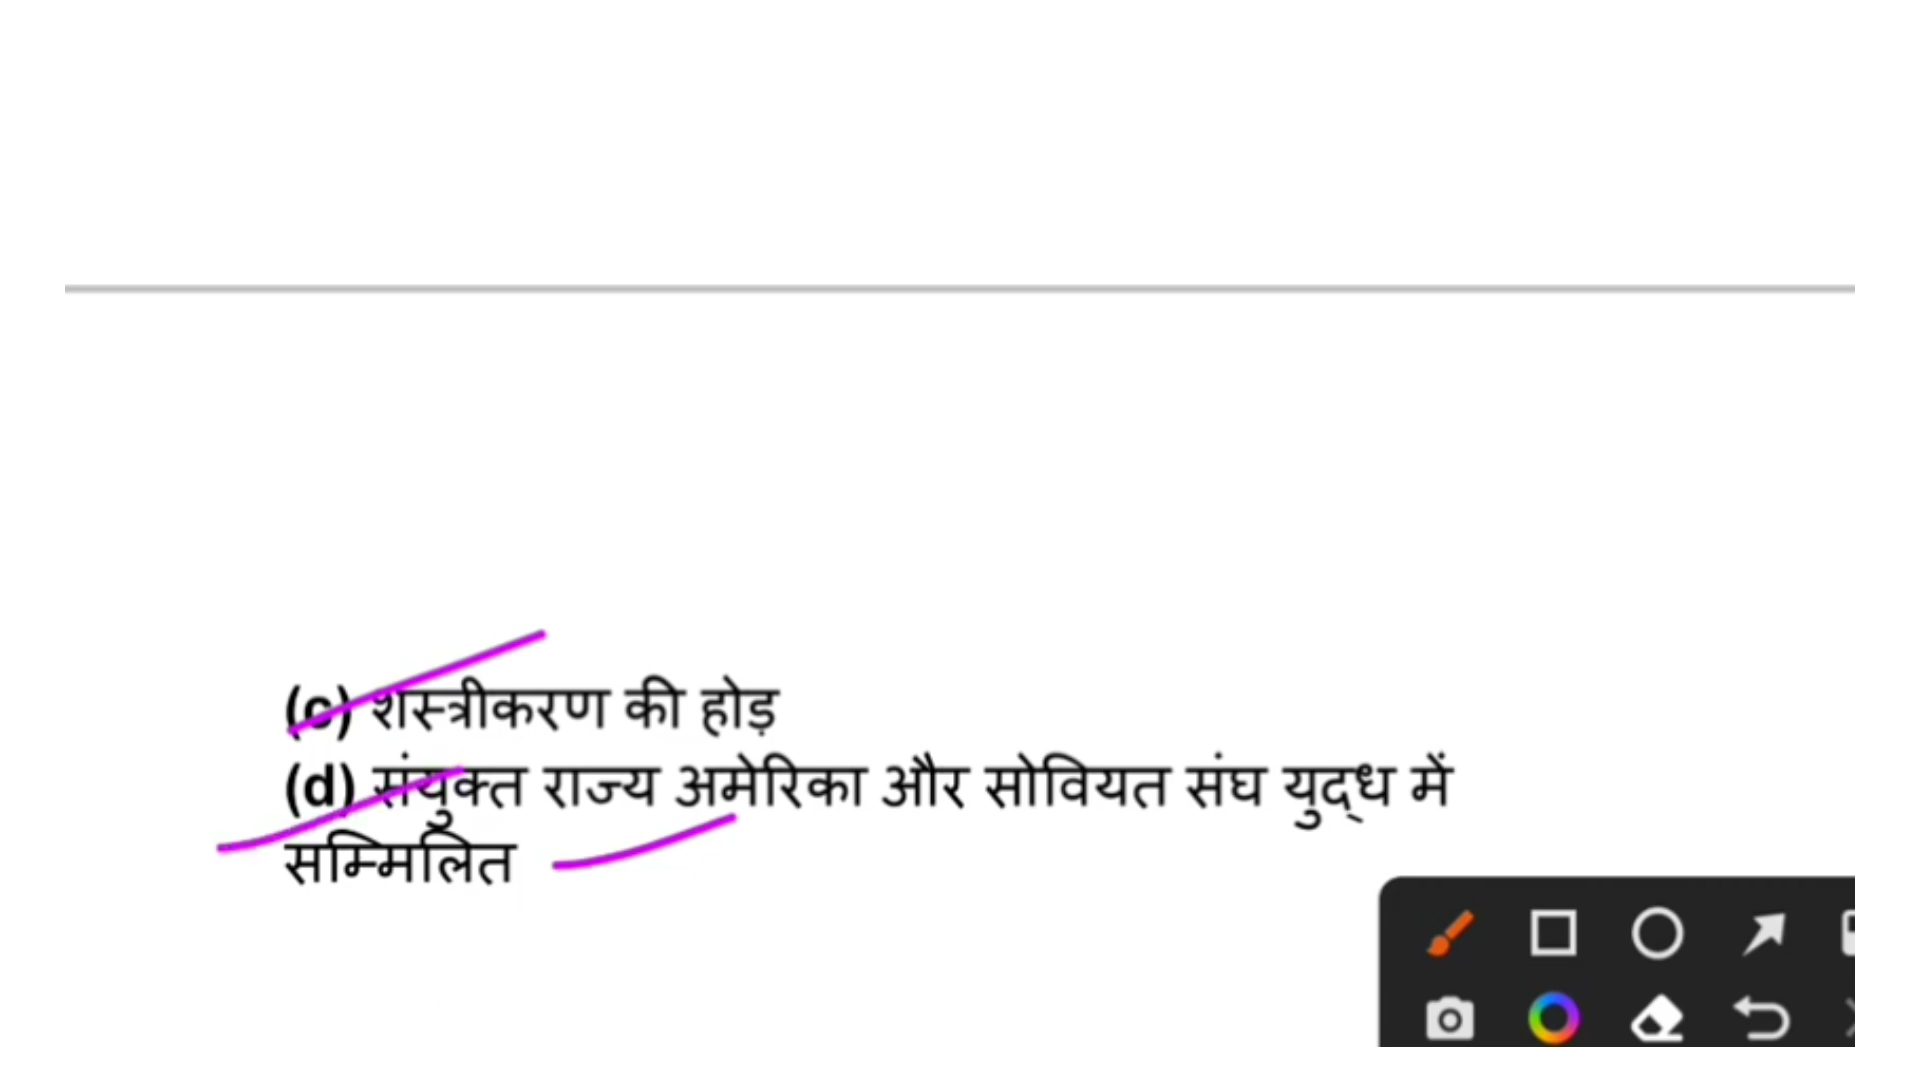 (c) शस्त्रीकरण की होड़
(d) संयुक्त राज्य अमेरिका और सोवियत संघ युद्ध में
सम्मिलित